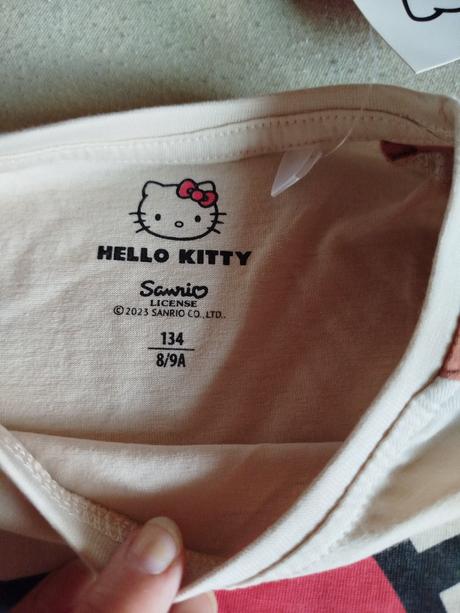 HELLO KITTY
Sanrio
LICENSE
©2023 SANRIO CO.,LTD.
134
8/9A